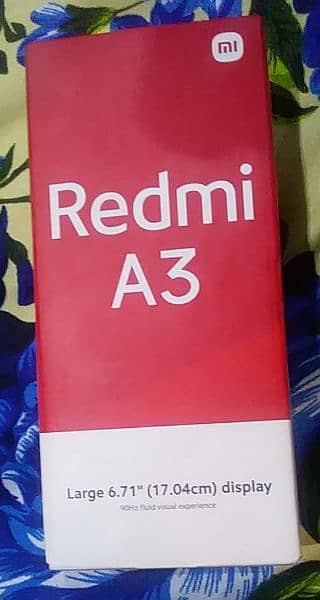 mi
Redmi
A3
Large 6.71" (17.04cm) display
90Hz fluid visual experience